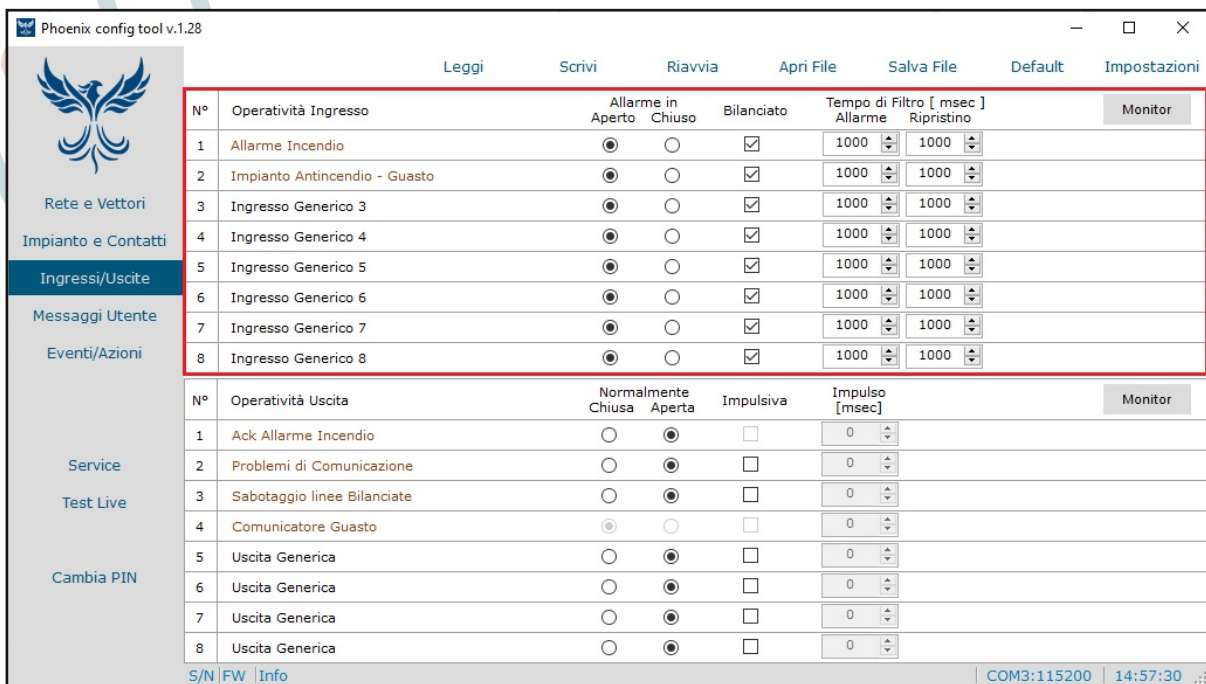 Phoenix config tool v.1.28
Leggi Scrivi Riavvia Apri File Salva File Default Impostazioni
Rete e Vettori
Impianto e Contatti
Ingressi/Uscite
Messaggi Utente
Eventi/Azioni
Service
Test Live
Cambia PIN
N° Operatività Ingresso Allarme in Aperto Chiuso Bilanciato Tempo di Filtro [ msec ] Allarme Ripristino Monitor
1 Allarme Incendio 1000 1000
2 Impianto Antincendio - Guasto 1000 1000
3 Ingresso Generico 3 1000 1000
4 Ingresso Generico 4 1000 1000
5 Ingresso Generico 5 1000 1000
6 Ingresso Generico 6 1000 1000
7 Ingresso Generico 7 1000 1000
8 Ingresso Generico 8 1000 1000
N° Operatività Uscita Normalmente Chiusa Aperta Impulsiva Impulso [msec] Monitor
1 Ack Allarme Incendio 0
2 Problemi di Comunicazione 0
3 Sabotaggio linee Bilanciate 0
4 Comunicatore Guasto 0
5 Uscita Generica 0
6 Uscita Generica 0
7 Uscita Generica 0
8 Uscita Generica 0
S/N FW Info COM3:115200 14:57:30